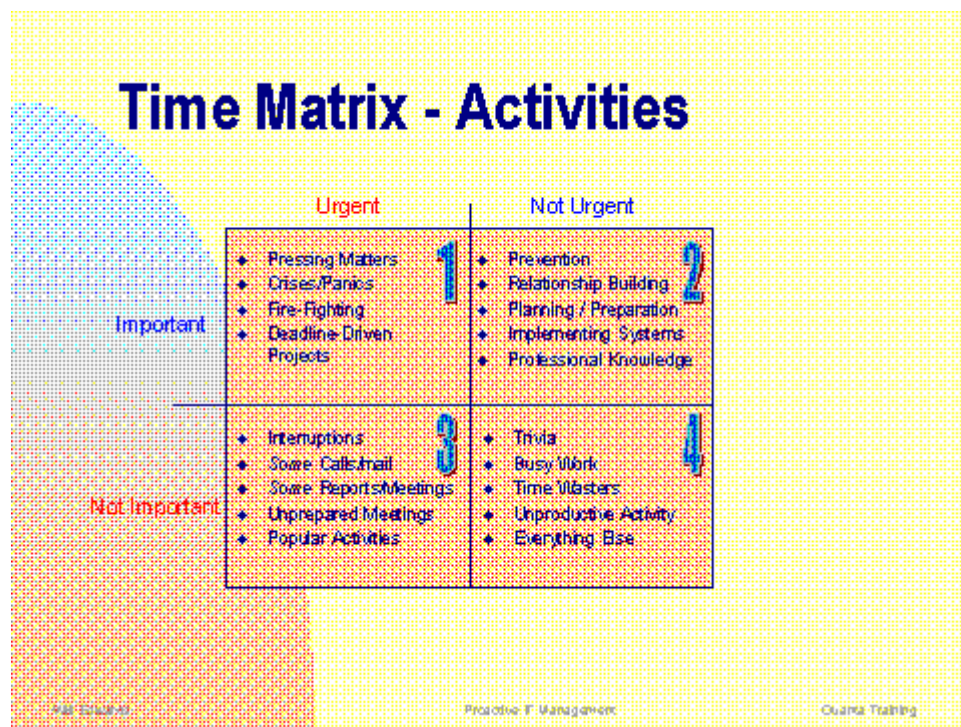 Time Matrix - Activities
Urgent
Not Urgent
Important
Pressing Matters
Crises/Panics
Fire-Fighting
Deadline-Driven
Projects
1
Prevention
Relationship Building
Planning / Preparation
Implementing Systems
Professional Knowledge
2
Not Important
Interruptions
Some Calls/mail
Some Reports/Meetings
Unprepared Meetings
Popular Activities
3
Trivia
Busy Work
Time Wasters
Unproductive Activity
Everything Else
4
Proactive IT Management
Quanta Training